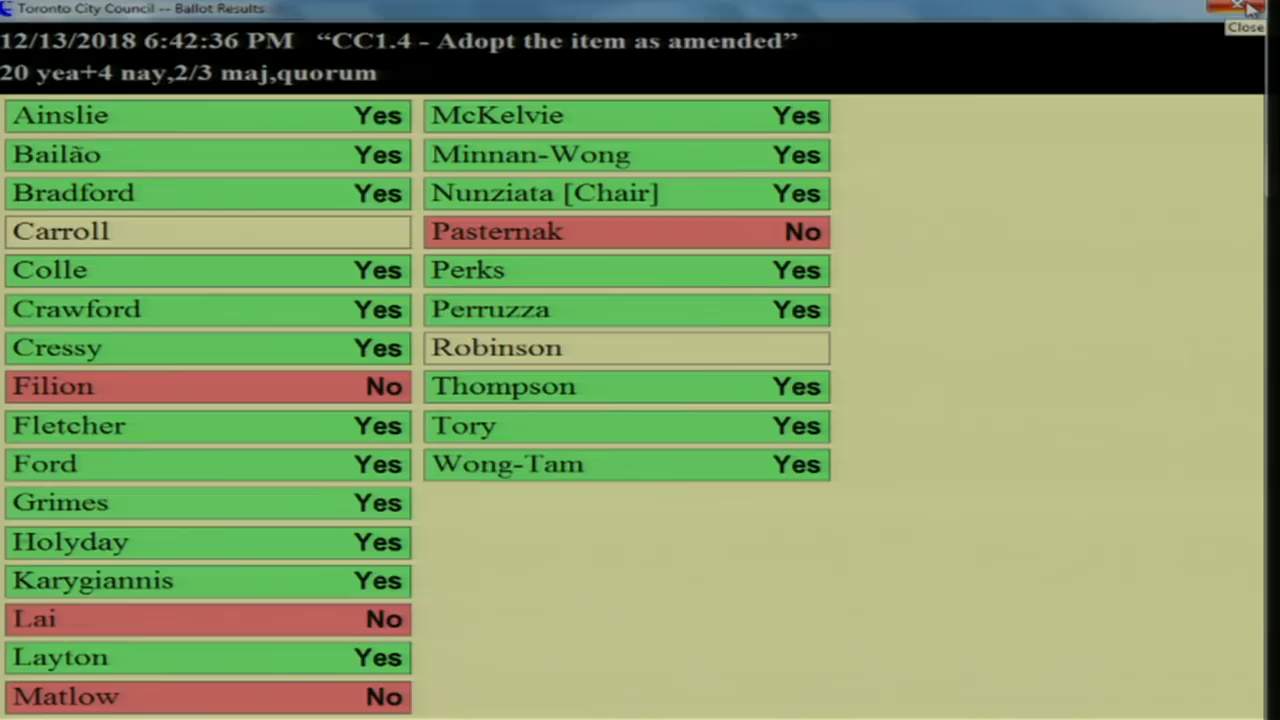 Toronto City Council -- Ballot Results
Close
12/13/2018 6:42:36 PM “CC1.4 - Adopt the item as amended”
20 yea+4 nay,2/3 maj,quorum
Ainslie Yes
Bailão Yes
Bradford Yes
Carroll
Colle Yes
Crawford Yes
Cressy Yes
Filion No
Fletcher Yes
Ford Yes
Grimes Yes
Holyday Yes
Karygiannis Yes
Lai No
Layton Yes
Matlow No
McKelvie Yes
Minnan-Wong Yes
Nunziata [Chair] Yes
Pasternak No
Perks Yes
Perruzza Yes
Robinson
Thompson Yes
Tory Yes
Wong-Tam Yes